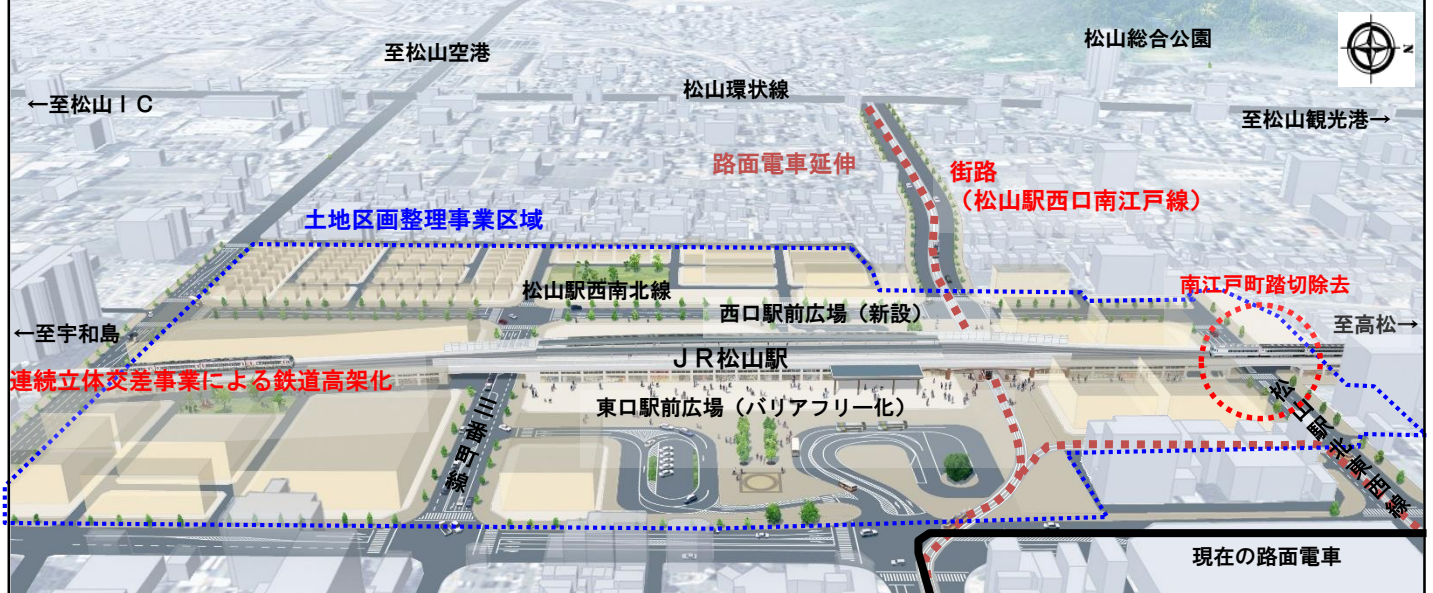 松山総合公園
N
至松山空港
松山環状線
←至松山ＩＣ
至松山観光港→
路面電車延伸
街路
（松山駅西口南江戸線）
土地区画整理事業区域
南江戸町踏切除去
松山駅西南北線
西口駅前広場（新設）
←至宇和島
至高松→
ＪＲ松山駅
連続立体交差事業による鉄道高架化
東口駅前広場（バリアフリー化）
三番町線
松山駅北東西線
現在の路面電車